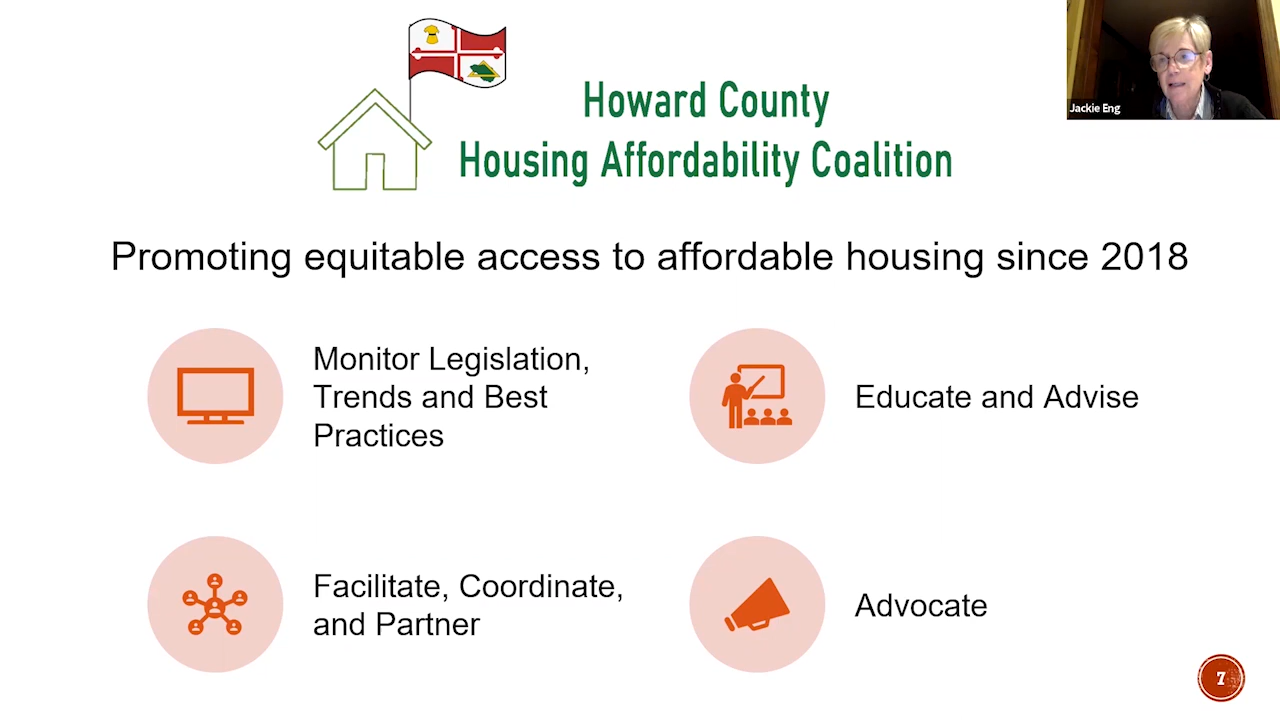 Howard County
Housing Affordability Coalition
Jackie Eng
Promoting equitable access to affordable housing since 2018
Monitor Legislation,
Trends and Best
Practices
Educate and Advise
Facilitate, Coordinate,
and Partner
Advocate
7